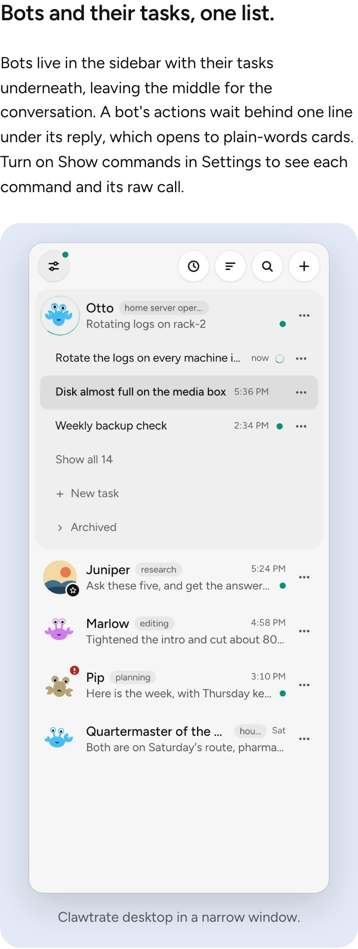 Bots and their tasks, one list.
Bots live in the sidebar with their tasks
underneath, leaving the middle for the
conversation. A bot's actions wait behind one line
under its reply, which opens to plain-words cards.
Turn on Show commands in Settings to see each
command and its raw call.
Otto home server oper...
Rotating logs on rack-2
Rotate the logs on every machine i... now
Disk almost full on the media box 5:36 PM
Weekly backup check 2:34 PM
Show all 14
+ New task
> Archived
Juniper research 5:24 PM
Ask these five, and get the answer...
Marlow editing 4:58 PM
Tightened the intro and cut about 80...
Pip planning 3:10 PM
Here is the week, with Thursday ke...
Quartermaster of the ... hou... Sat
Both are on Saturday's route, pharma...
Clawtrate desktop in a narrow window.